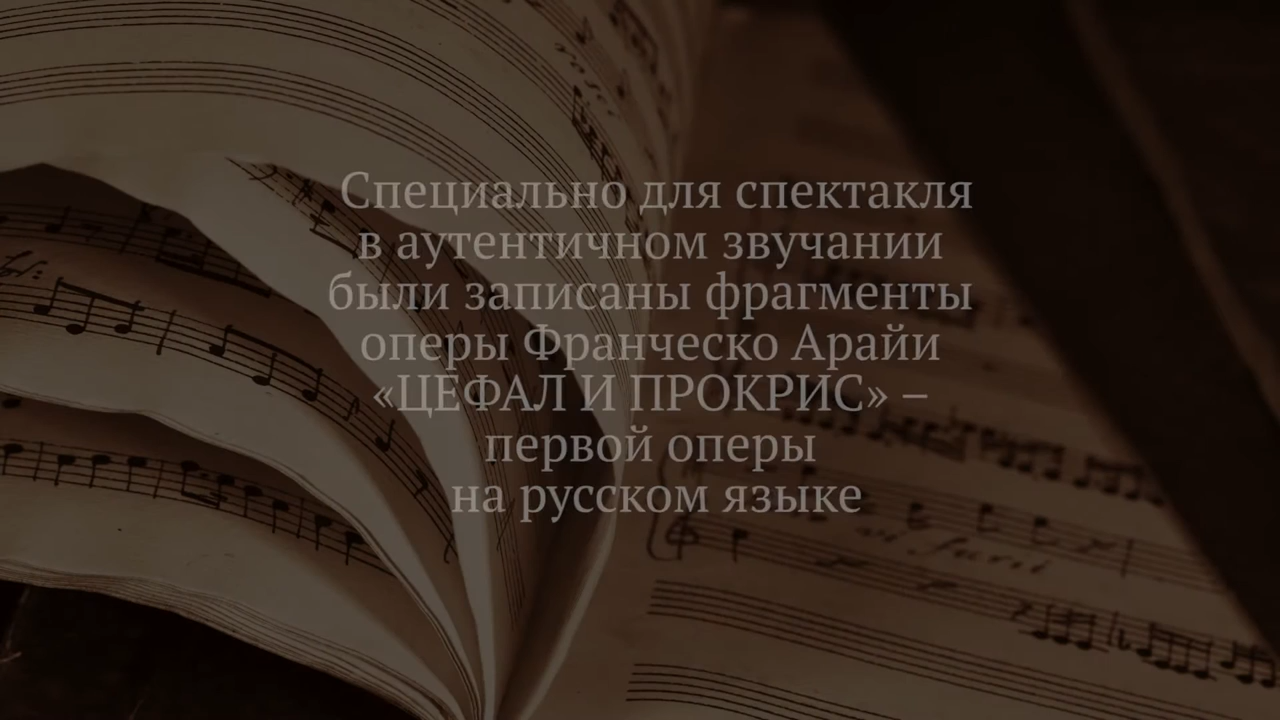 Специально для спектакля
в аутентичном звучании
были записаны фрагменты
оперы Франческо Арайи
«ЦЕФАЛ И ПРОКРИС» –
первой оперы
на русском языке